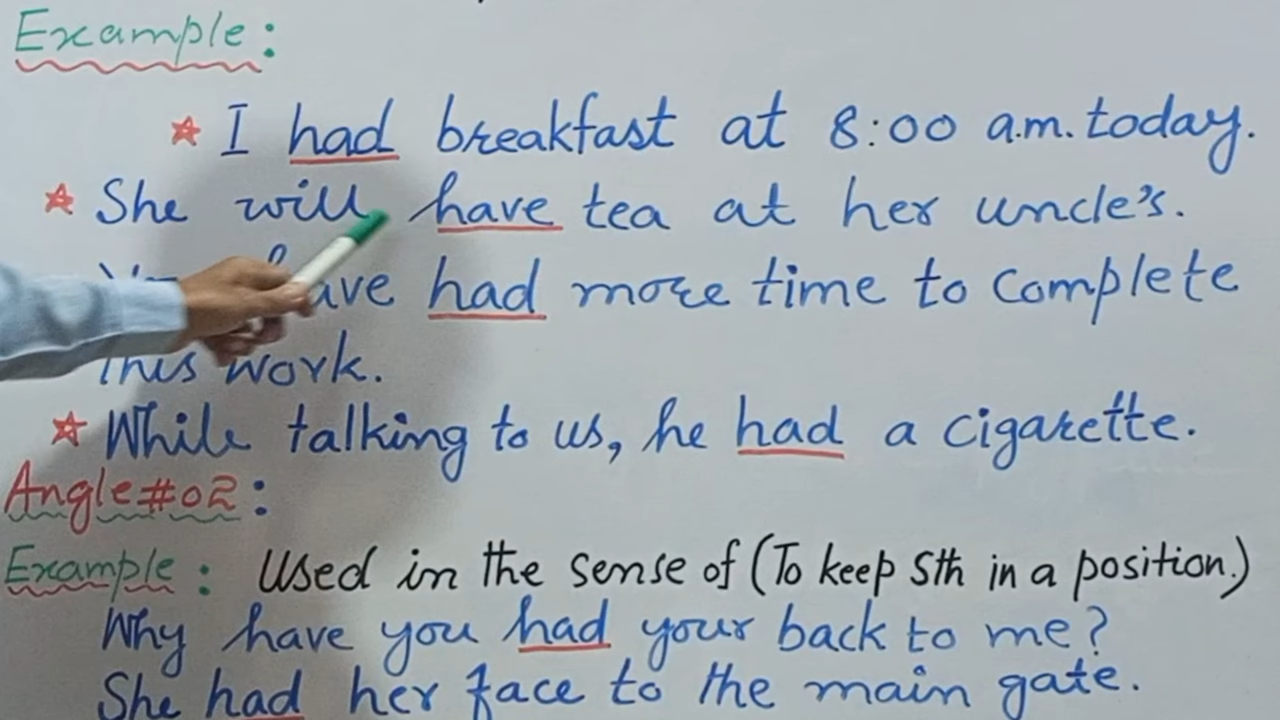 Example:
I had breakfast at 8:00 a.m. today.
She will have tea at her uncle's.
have had more time to complete
this work.
While talking to us, he had a cigarette.
Angle#02:
Example: Used in the sense of (To keep Sth in a position.)
Why have you had your back to me?
She had her face to the main gate.